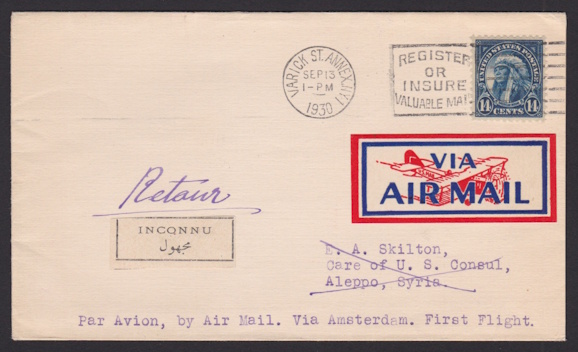 VARICK ST. ANNEX, N.Y. 1
SEP 13
1-PM
1930
REGISTER
OR
INSURE
VALUABLE MAIL
UNITED STATES POSTAGE
14 CENTS 14
VIA
AIR MAIL
Retour
INCONNU
مجهول
E. A. Skilton,
Care of U. S. Consul,
Aleppo, Syria.
Par Avion, by Air Mail. Via Amsterdam. First Flight.